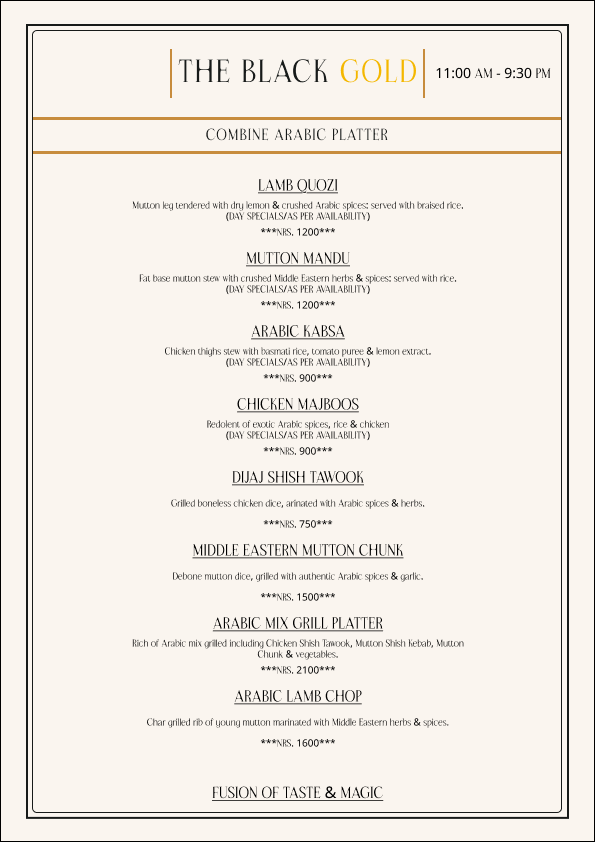 THE BLACK GOLD
11:00 AM - 9:30 PM
COMBINE ARABIC PLATTER
LAMB QUOZI
Mutton leg tendered with dry lemon & crushed Arabic spices: served with braised rice.
(DAY SPECIALS/AS PER AVAILABILITY)
***NRS. 1200***
MUTTON MANDU
Fat base mutton stew with crushed Middle Eastern herbs & spices: served with rice.
(DAY SPECIALS/AS PER AVAILABILITY)
***NRS. 1200***
ARABIC KABSA
Chicken thighs stew with basmati rice, tomato puree & lemon extract.
(DAY SPECIALS/AS PER AVAILABILITY)
***NRS. 900***
CHICKEN MAJBOOS
Redolent of exotic Arabic spices, rice & chicken
(DAY SPECIALS/AS PER AVAILABILITY)
***NRS. 900***
DIJAJ SHISH TAWOOK
Grilled boneless chicken dice, arinated with Arabic spices & herbs.
***NRS. 750***
MIDDLE EASTERN MUTTON CHUNK
Debone mutton dice, grilled with authentic Arabic spices & garlic.
***NRS. 1500***
ARABIC MIX GRILL PLATTER
Rich of Arabic mix grilled including Chicken Shish Tawook, Mutton Shish Kebab, Mutton
Chunk & vegetables.
***NRS. 2100***
ARABIC LAMB CHOP
Char grilled rib of young mutton marinated with Middle Eastern herbs & spices.
***NRS. 1600***
FUSION OF TASTE & MAGIC